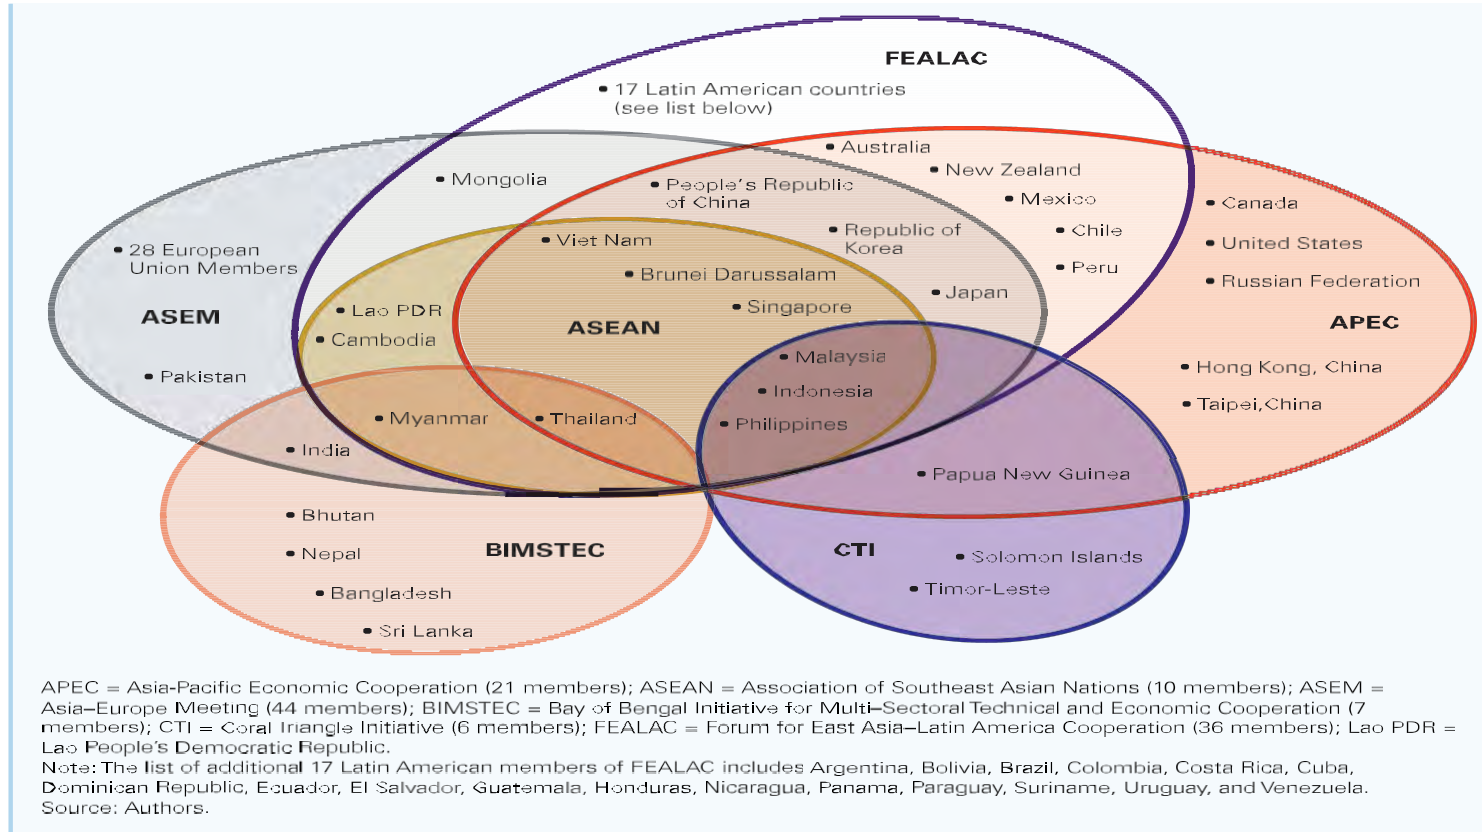 FEALAC
• 17 Latin American countries
(see list below)
• Australia
• New Zealand
• Mongolia
• People's Republic
of China
• Mexico
• Canada
• Chile
• Republic of
Korea
• Viet Nam
• United States
• 28 European
Union Members
• Peru
• Brunei Darussalam
• Russian Federation
• Japan
• Singapore
• Lao PDR
ASEM
ASEAN
APEC
• Cambodia
• Malaysia
• Hong Kong, China
• Pakistan
• Indonesia
• Taipei,China
• Myanmar
• Thailand
• Philippines
• India
• Papua New Guinea
• Bhutan
BIMSTEC
CTI
• Nepal
• Solomon Islands
• Timor-Leste
• Bangladesh
• Sri Lanka
APEC = Asia-Pacific Economic Cooperation (21 members); ASEAN = Association of Southeast Asian Nations (10 members); ASEM =
Asia–Europe Meeting (44 members); BIMSTEC = Bay of Bengal Initiative for Multi–Sectoral Technical and Economic Cooperation (7
members); CTI = Coral Triangle Initiative (6 members); FEALAC = Forum for East Asia–Latin America Cooperation (36 members); Lao PDR =
Lao People's Democratic Republic.
Note: The list of additional 17 Latin American members of FEALAC includes Argentina, Bolivia, Brazil, Colombia, Costa Rica, Cuba,
Dominican Republic, Ecuador, El Salvador, Guatemala, Honduras, Nicaragua, Panama, Paraguay, Suriname, Uruguay, and Venezuela.
Source: Authors.